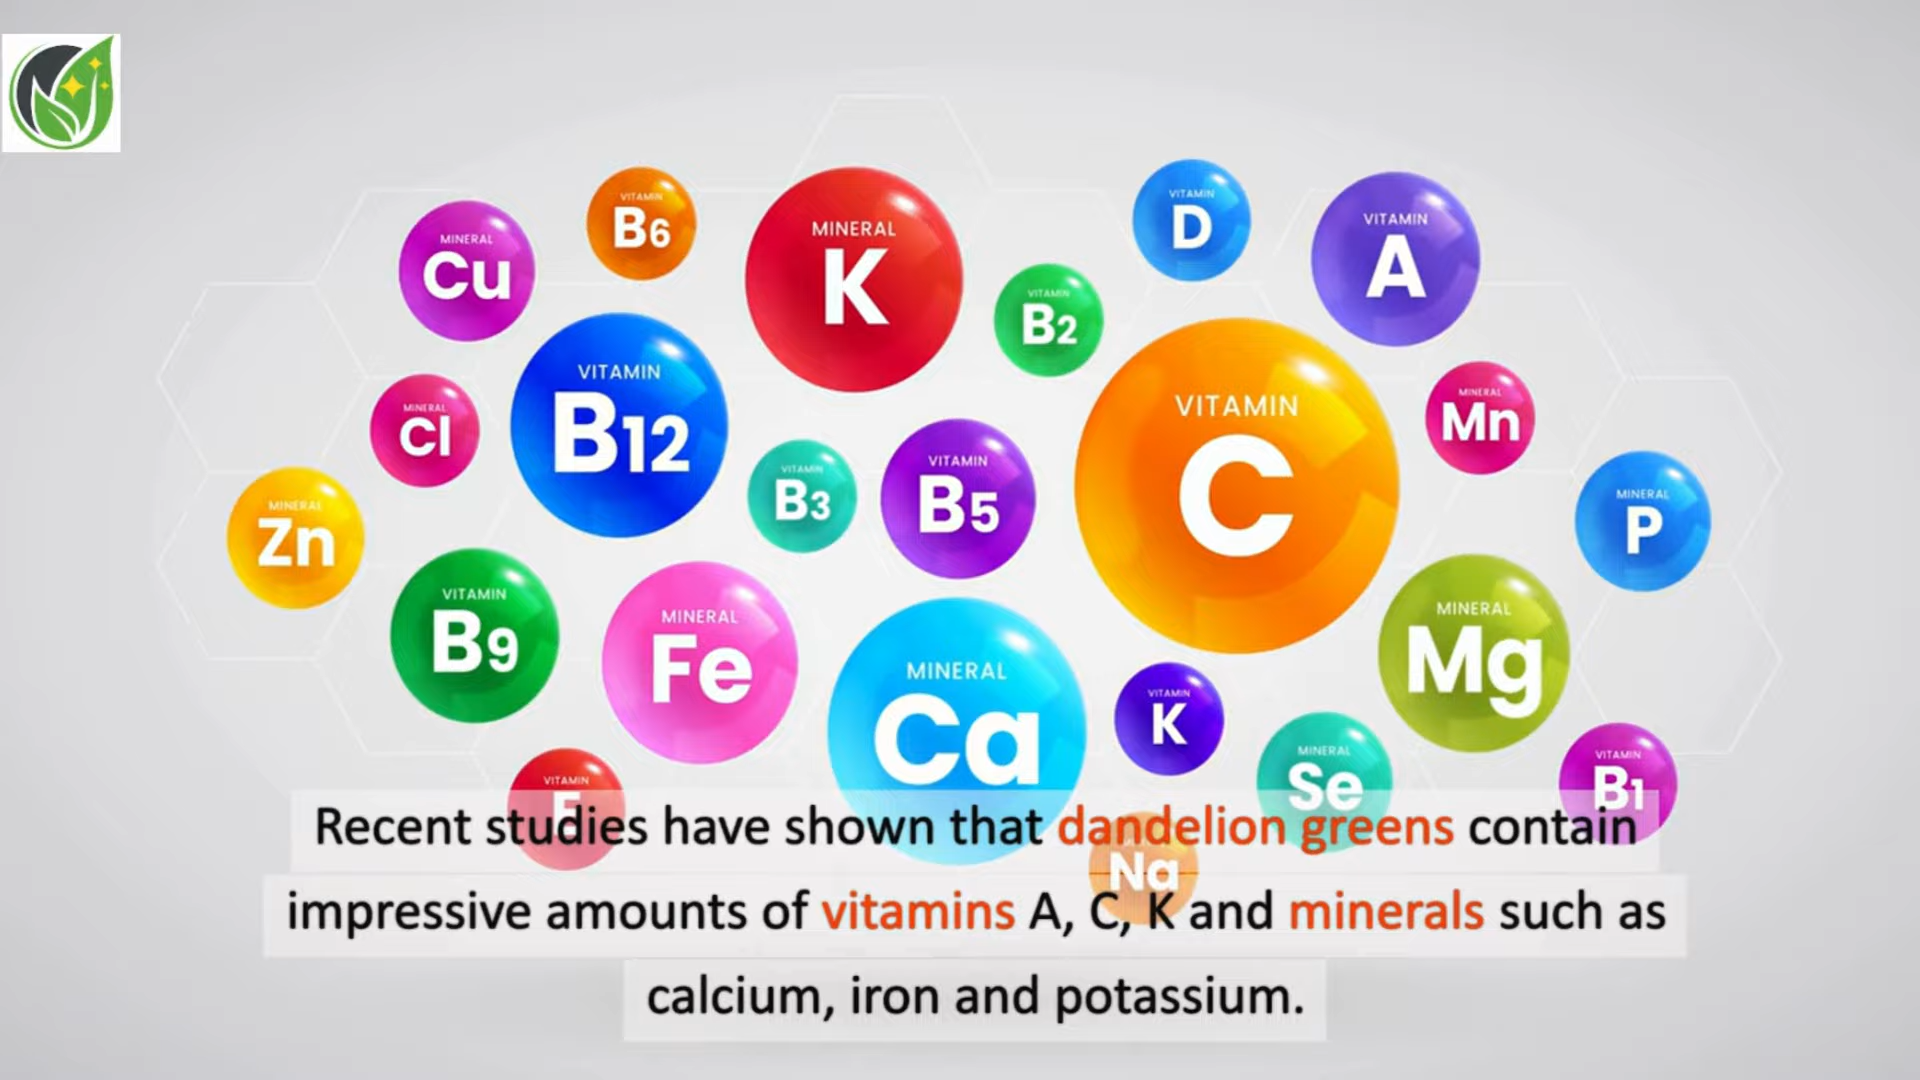 VITAMIN
D
VITAMIN
B6
VITAMIN
A
MINERAL
K
MINERAL
Cu
VITAMIN
B2
VITAMIN
B12
MINERAL
Mn
VITAMIN
C
MINERAL
Cl
VITAMIN
B5
VITAMIN
B3
MINERAL
P
MINERAL
Zn
VITAMIN
B9
MINERAL
Fe
MINERAL
Mg
MINERAL
Ca
VITAMIN
K
MINERAL
Se
VITAMIN
B1
VITAMIN
E
Na
Recent studies have shown that dandelion greens contain
impressive amounts of vitamins A, C, K and minerals such as
calcium, iron and potassium.